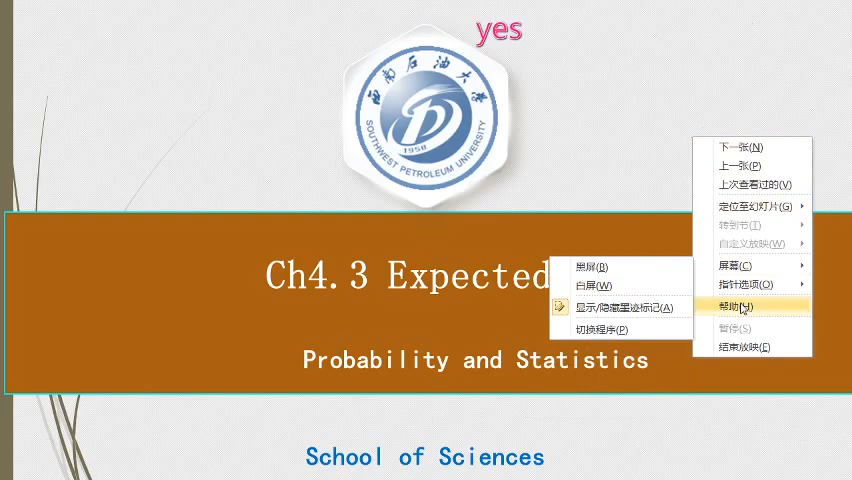 yes
西南石油大学
SOUTHWEST PETROLEUM UNIVERSITY
1958
下一张(N)
上一张(P)
上次查看过的(V)
定位至幻灯片(G)
转到节(T)
自定义放映(W)
屏幕(C)
指针选项(O)
帮助(H)
暂停(S)
结束放映(E)
黑屏(B)
白屏(W)
显示/隐藏墨迹标记(A)
切换程序(P)
Ch4.3 Expected
Probability and Statistics
School of Sciences